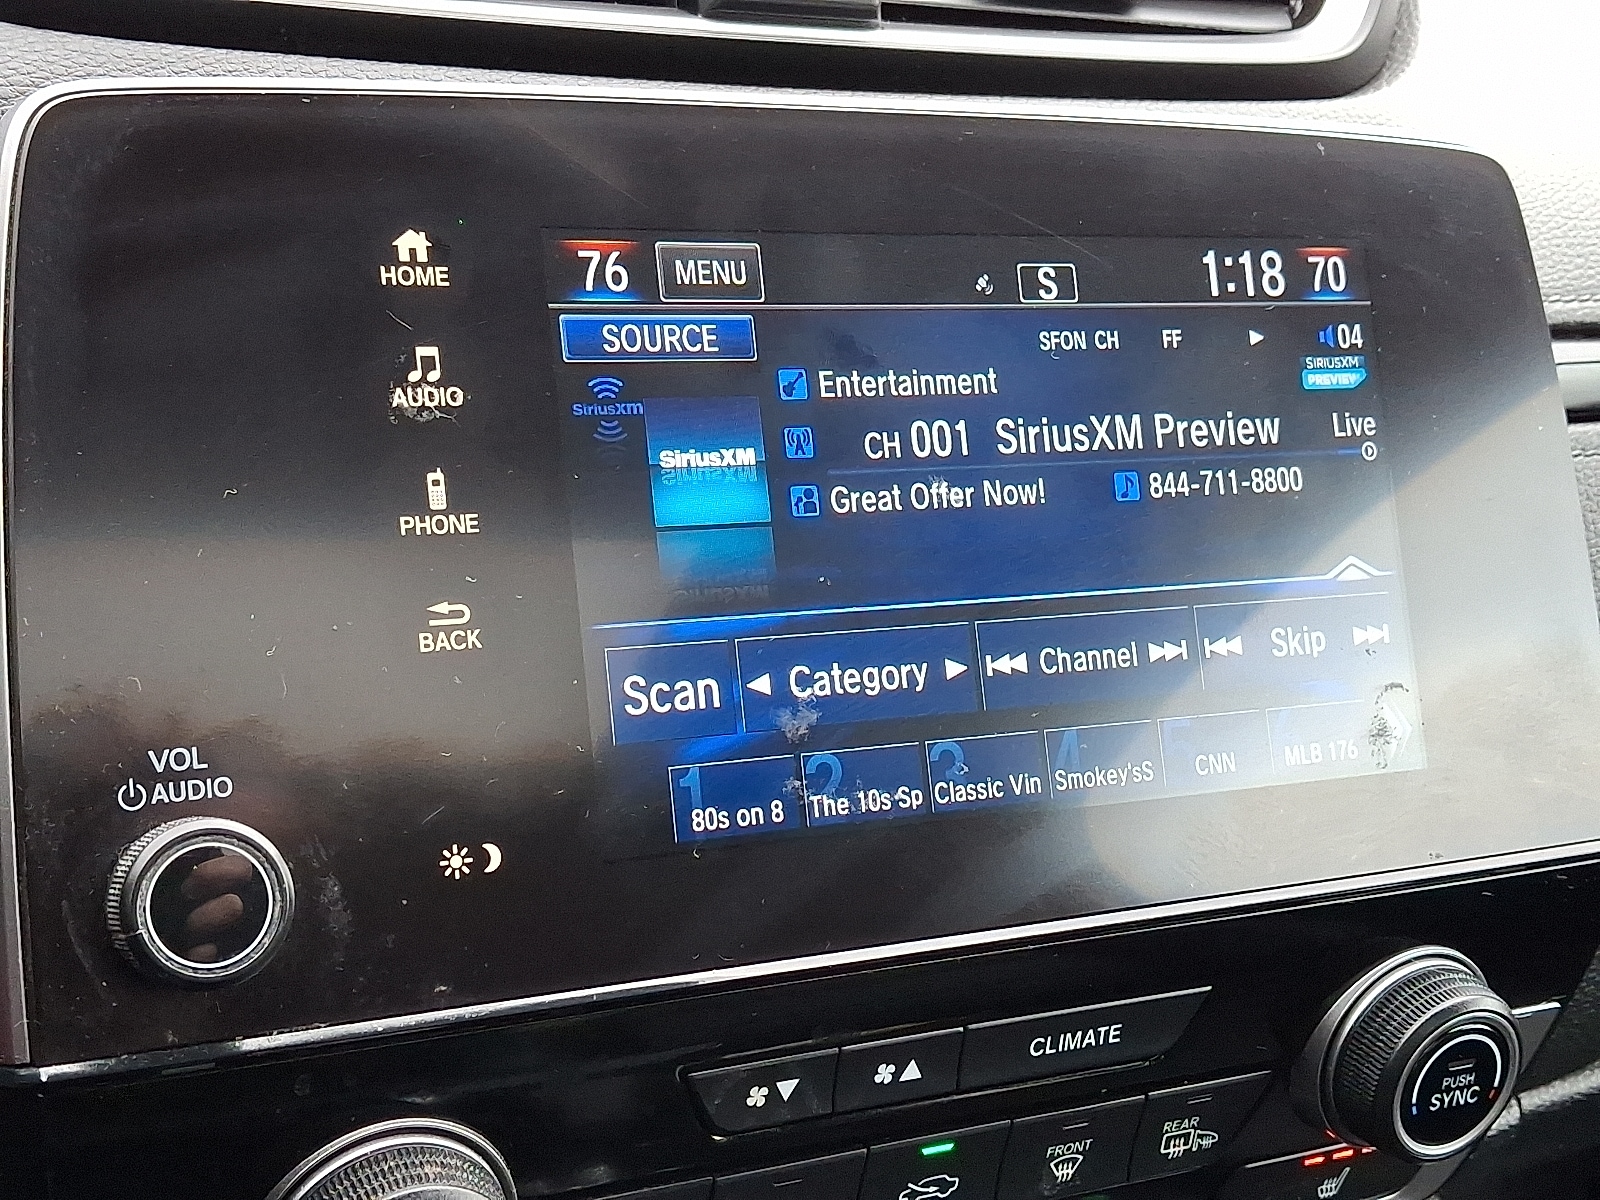 HOME
AUDIO
PHONE
BACK
VOL
AUDIO
76 MENU S 1:18 70
SOURCE SFON CH FF 04
SIRIUSXM
PREVIEW
SiriusXM
SiriusXM
Entertainment
CH 001 SiriusXM Preview Live
Great Offer Now! 844-711-8800
Scan Category Channel Skip
1 80s on 8
2 The 10s Sp
3 Classic Vin
4 Smokey'sS
5 CNN
MLB 176
CLIMATE
PUSH
SYNC
FRONT
REAR